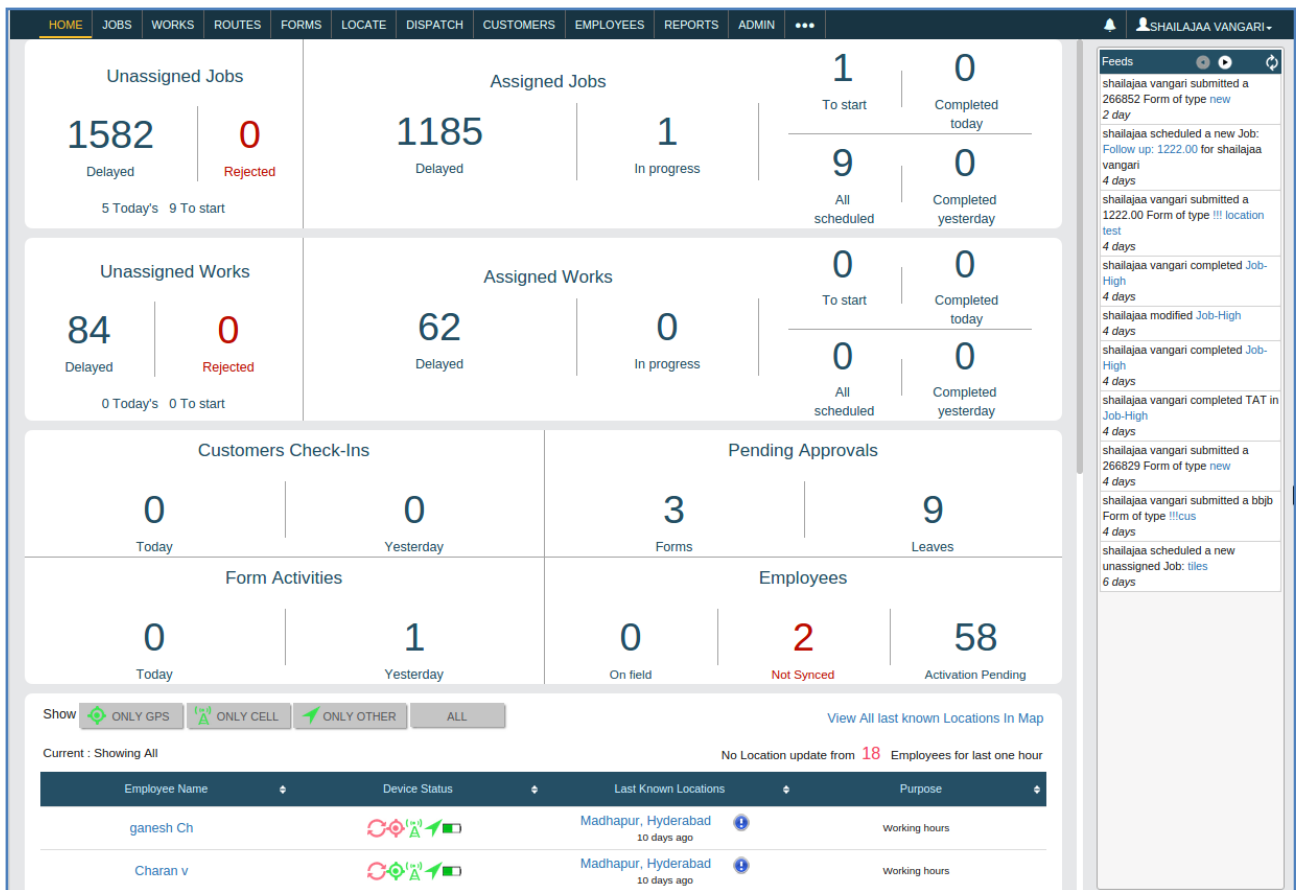 HOME JOBS WORKS ROUTES FORMS LOCATE DISPATCH CUSTOMERS EMPLOYEES REPORTS ADMIN ••• SHAILAJAA VANGARI
Unassigned Jobs
1582
Delayed
0
Rejected
5 Today's 9 To start
Assigned Jobs
1185
Delayed
1
In progress
1
To start
0
Completed
today
9
All
scheduled
0
Completed
yesterday
Unassigned Works
84
Delayed
0
Rejected
0 Today's 0 To start
Assigned Works
62
Delayed
0
In progress
0
To start
0
Completed
today
0
All
scheduled
0
Completed
yesterday
Customers Check-Ins
0
Today
0
Yesterday
Pending Approvals
3
Forms
9
Leaves
Form Activities
0
Today
1
Yesterday
Employees
0
On field
2
Not Synced
58
Activation Pending
Show ONLY GPS ONLY CELL ONLY OTHER ALL
View All last known Locations In Map
Current : Showing All
No Location update from 18 Employees for last one hour
Employee Name Device Status Last Known Locations Purpose
ganesh Ch Madhapur, Hyderabad Working hours
10 days ago
Charan v Madhapur, Hyderabad Working hours
10 days ago
Feeds
shailajaa vangari submitted a
266852 Form of type new
2 day
shailajaa scheduled a new Job:
Follow up: 1222.00 for shailajaa
vangari
4 days
shailajaa vangari submitted a
1222.00 Form of type !!! location
test
4 days
shailajaa vangari completed Job-
High
4 days
shailajaa modified Job-High
4 days
shailajaa vangari completed Job-
High
4 days
shailajaa vangari completed TAT in
Job-High
4 days
shailajaa vangari submitted a
266829 Form of type new
4 days
shailajaa vangari submitted a bbjb
Form of type !!!cus
4 days
shailajaa scheduled a new
unassigned Job: tiles
6 days